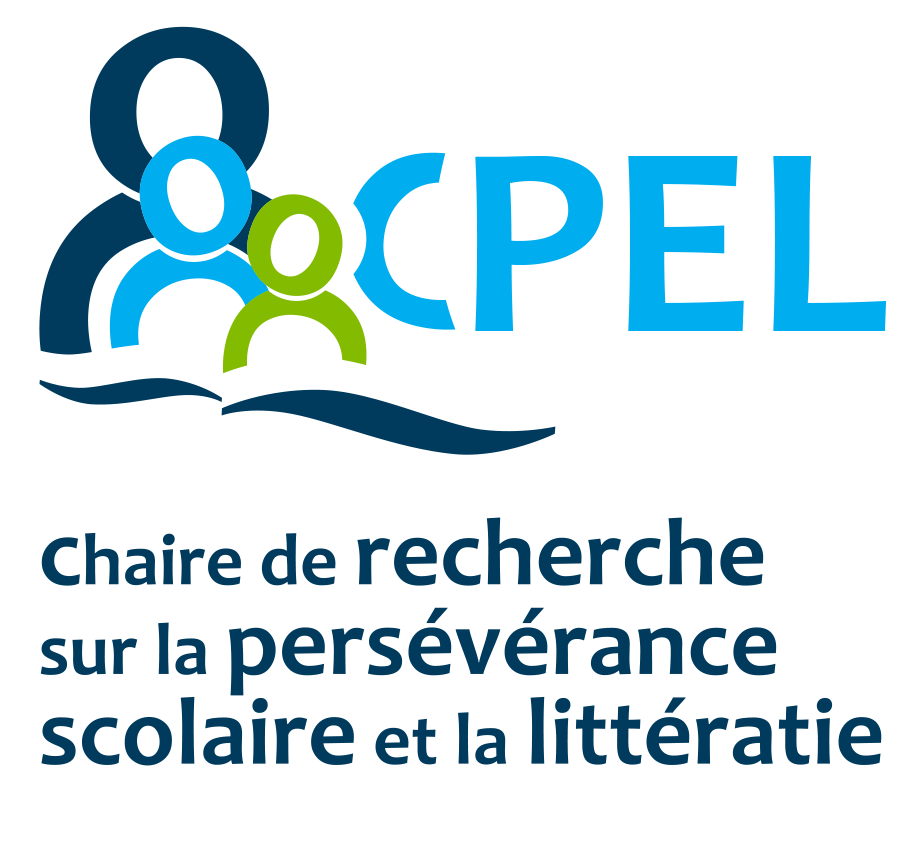 CPEL
Chaire de recherche
sur la persévérance
scolaire et la littératie